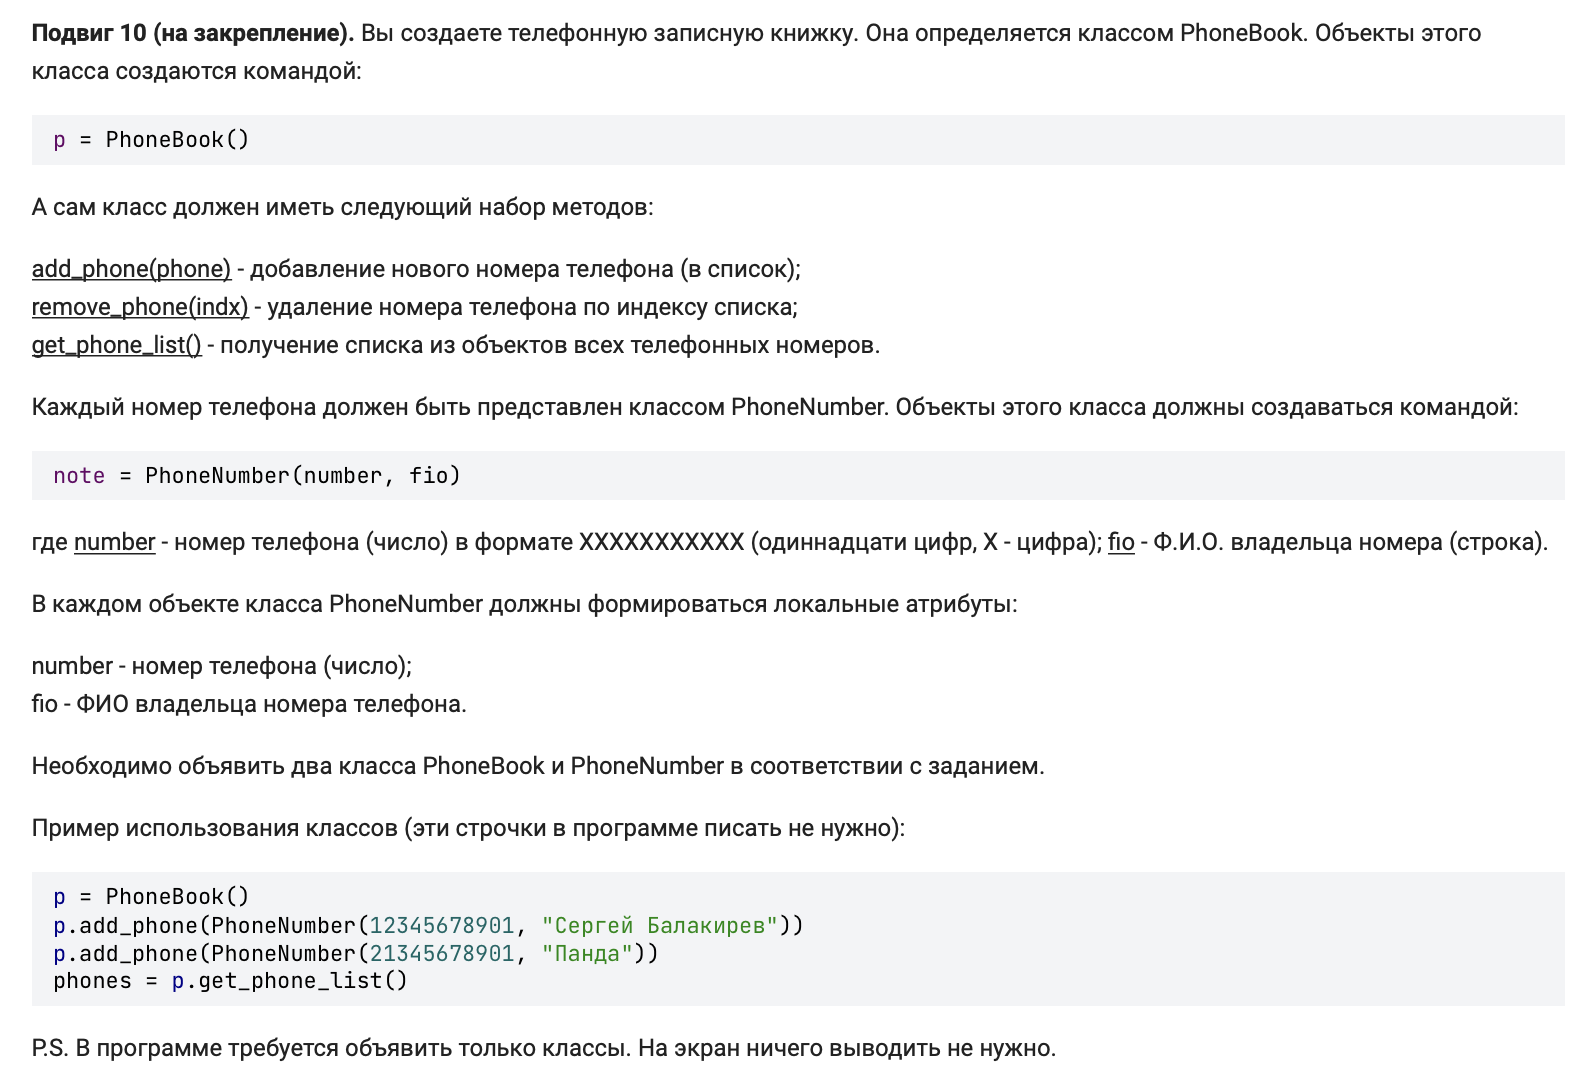 Подвиг 10 (на закрепление). Вы создаете телефонную записную книжку. Она определяется классом PhoneBook. Объекты этого
класса создаются командой:
p = PhoneBook()
А сам класс должен иметь следующий набор методов:
add_phone(phone) - добавление нового номера телефона (в список);
remove_phone(indx) - удаление номера телефона по индексу списка;
get_phone_list() - получение списка из объектов всех телефонных номеров.
Каждый номер телефона должен быть представлен классом PhoneNumber. Объекты этого класса должны создаваться командой:
note = PhoneNumber(number, fio)
где number - номер телефона (число) в формате XXXXXXXXXXX (одиннадцати цифр, X - цифра); fio - Ф.И.О. владельца номера (строка).
В каждом объекте класса PhoneNumber должны формироваться локальные атрибуты:
number - номер телефона (число);
fio - ФИО владельца номера телефона.
Необходимо объявить два класса PhoneBook и PhoneNumber в соответствии с заданием.
Пример использования классов (эти строчки в программе писать не нужно):
p = PhoneBook()
p.add_phone(PhoneNumber(12345678901, "Сергей Балакирев"))
p.add_phone(PhoneNumber(21345678901, "Панда"))
phones = p.get_phone_list()
P.S. В программе требуется объявить только классы. На экран ничего выводить не нужно.